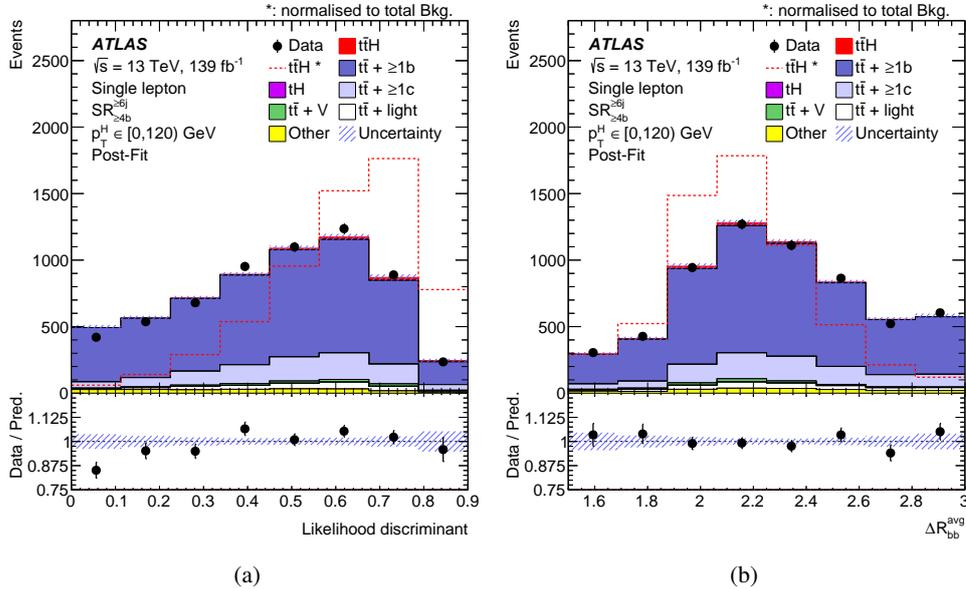 *: normalised to total Bkg.
Events
2500
2000
1500
1000
500
0
ATLAS
√s = 13 TeV, 139 fb⁻¹
Single lepton
SR≥6j≥4b
pTH ∈ [0,120) GeV
Post-Fit
Data
tt̄H
tt̄H *
tt̄ + ≥1b
tH
tt̄ + ≥1c
tt̄ + V
tt̄ + light
Other
Uncertainty
Data / Pred.
1.125
1
0.875
0.75
0 0.1 0.2 0.3 0.4 0.5 0.6 0.7 0.8 0.9
Likelihood discriminant
(a)
*: normalised to total Bkg.
Events
2500
2000
1500
1000
500
0
ATLAS
√s = 13 TeV, 139 fb⁻¹
Single lepton
SR≥6j≥4b
pTH ∈ [0,120) GeV
Post-Fit
Data
tt̄H
tt̄H *
tt̄ + ≥1b
tH
tt̄ + ≥1c
tt̄ + V
tt̄ + light
Other
Uncertainty
Data / Pred.
1.125
1
0.875
0.75
1.6 1.8 2 2.2 2.4 2.6 2.8 3
ΔRbbavg
(b)